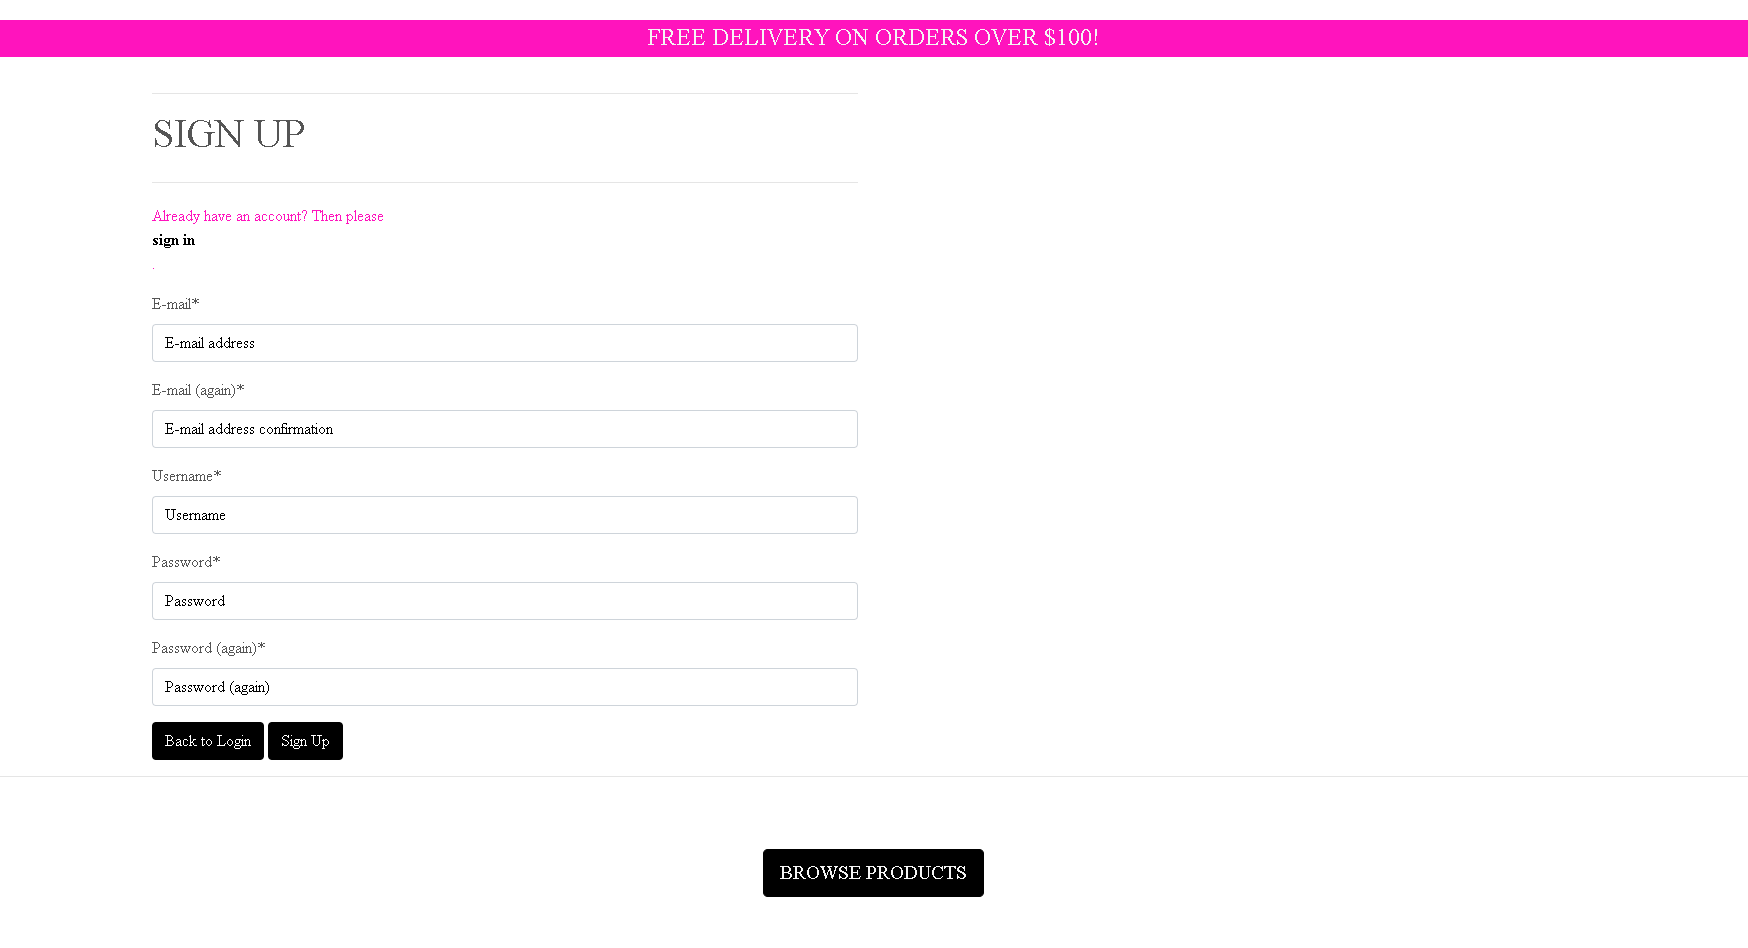 FREE DELIVERY ON ORDERS OVER $100!
SIGN UP
Already have an account? Then please
sign in
.
E-mail*
E-mail address
E-mail (again)*
E-mail address confirmation
Username*
Username
Password*
Password
Password (again)*
Password (again)
Back to Login Sign Up
BROWSE PRODUCTS